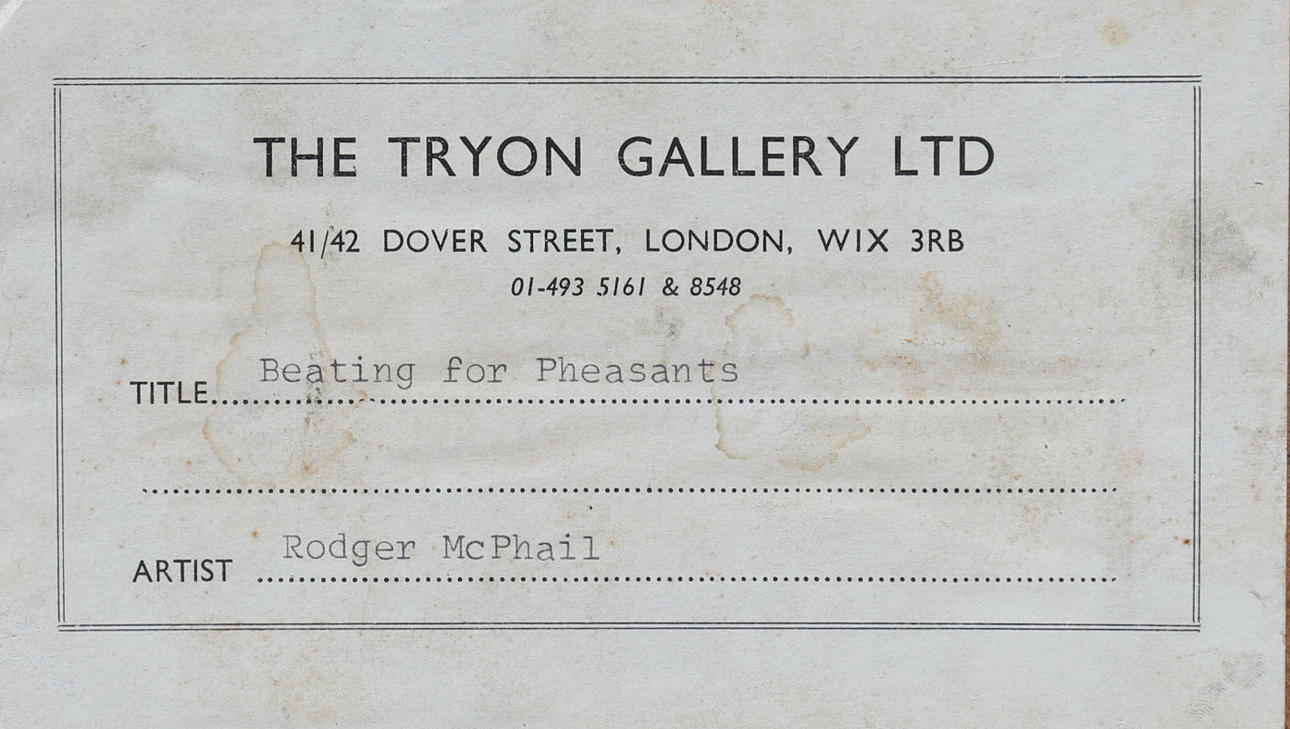 THE TRYON GALLERY LTD
41/42 DOVER STREET, LONDON, W1X 3RB
01-493 5161 & 8548
TITLE Beating for Pheasants
ARTIST Rodger McPhail